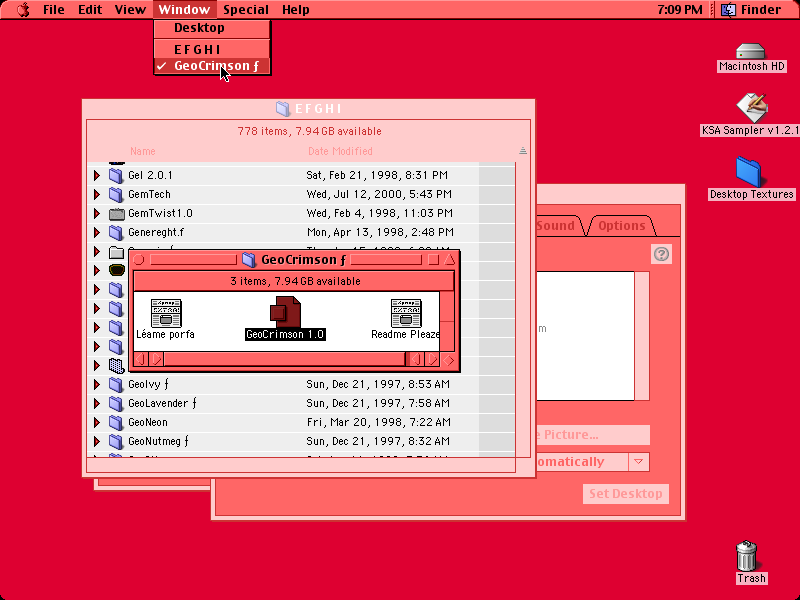 File Edit View Window Special Help 7:09 PM Finder
Desktop
E F G H I
✓ GeoCrimson ƒ
Macintosh HD
KSA Sampler v1.2.1
Desktop Textures
Trash
E F G H I
778 items, 7.94 GB available
Name Date Modified
Gel 2.0.1 Sat, Feb 21, 1998, 8:31 PM
GemTech Wed, Jul 12, 2000, 5:43 PM
GemTwist1.0 Wed, Feb 4, 1998, 11:03 PM
Genereght.f Mon, Apr 13, 1998, 2:48 PM
GeoCrimson ƒ
3 items, 7.94 GB available
Léame porfa
GeoCrimson 1.0
Readme Pleaze
GeoIvy ƒ Sun, Dec 21, 1997, 8:53 AM
GeoLavender ƒ Sun, Dec 21, 1997, 7:58 AM
GeoNeon Fri, Mar 20, 1998, 7:22 AM
GeoNutmeg ƒ Sun, Dec 21, 1997, 8:32 AM
Sound Options
?
m
e Picture...
omatically
Set Desktop